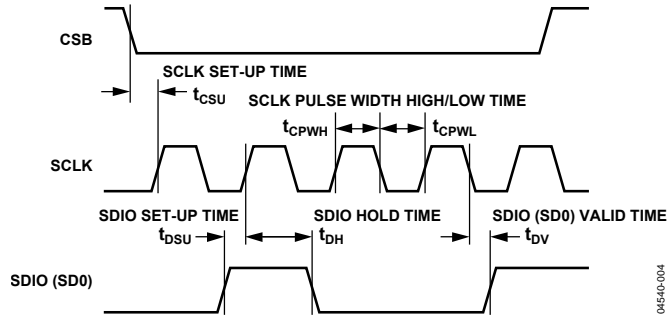 CSB
SCLK SET-UP TIME
tCSU
SCLK PULSE WIDTH HIGH/LOW TIME
tCPWH
tCPWL
SCLK
SDIO SET-UP TIME
SDIO HOLD TIME
SDIO (SD0) VALID TIME
tDSU
tDH
tDV
SDIO (SD0)
04540-004